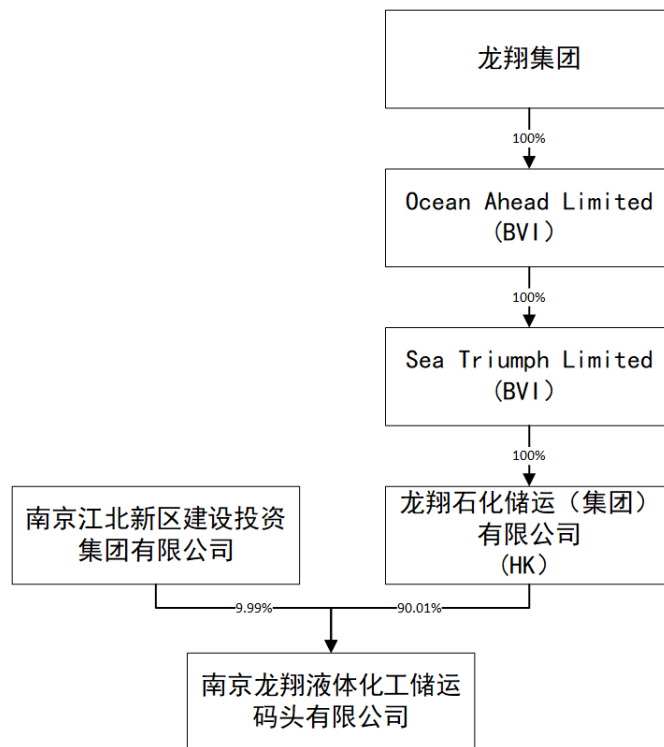 龙翔集团
100%
Ocean Ahead Limited
(BVI)
100%
Sea Triumph Limited
(BVI)
100%
南京江北新区建设投资
集团有限公司
龙翔石化储运（集团）
有限公司
(HK)
9.99%
90.01%
南京龙翔液体化工储运
码头有限公司